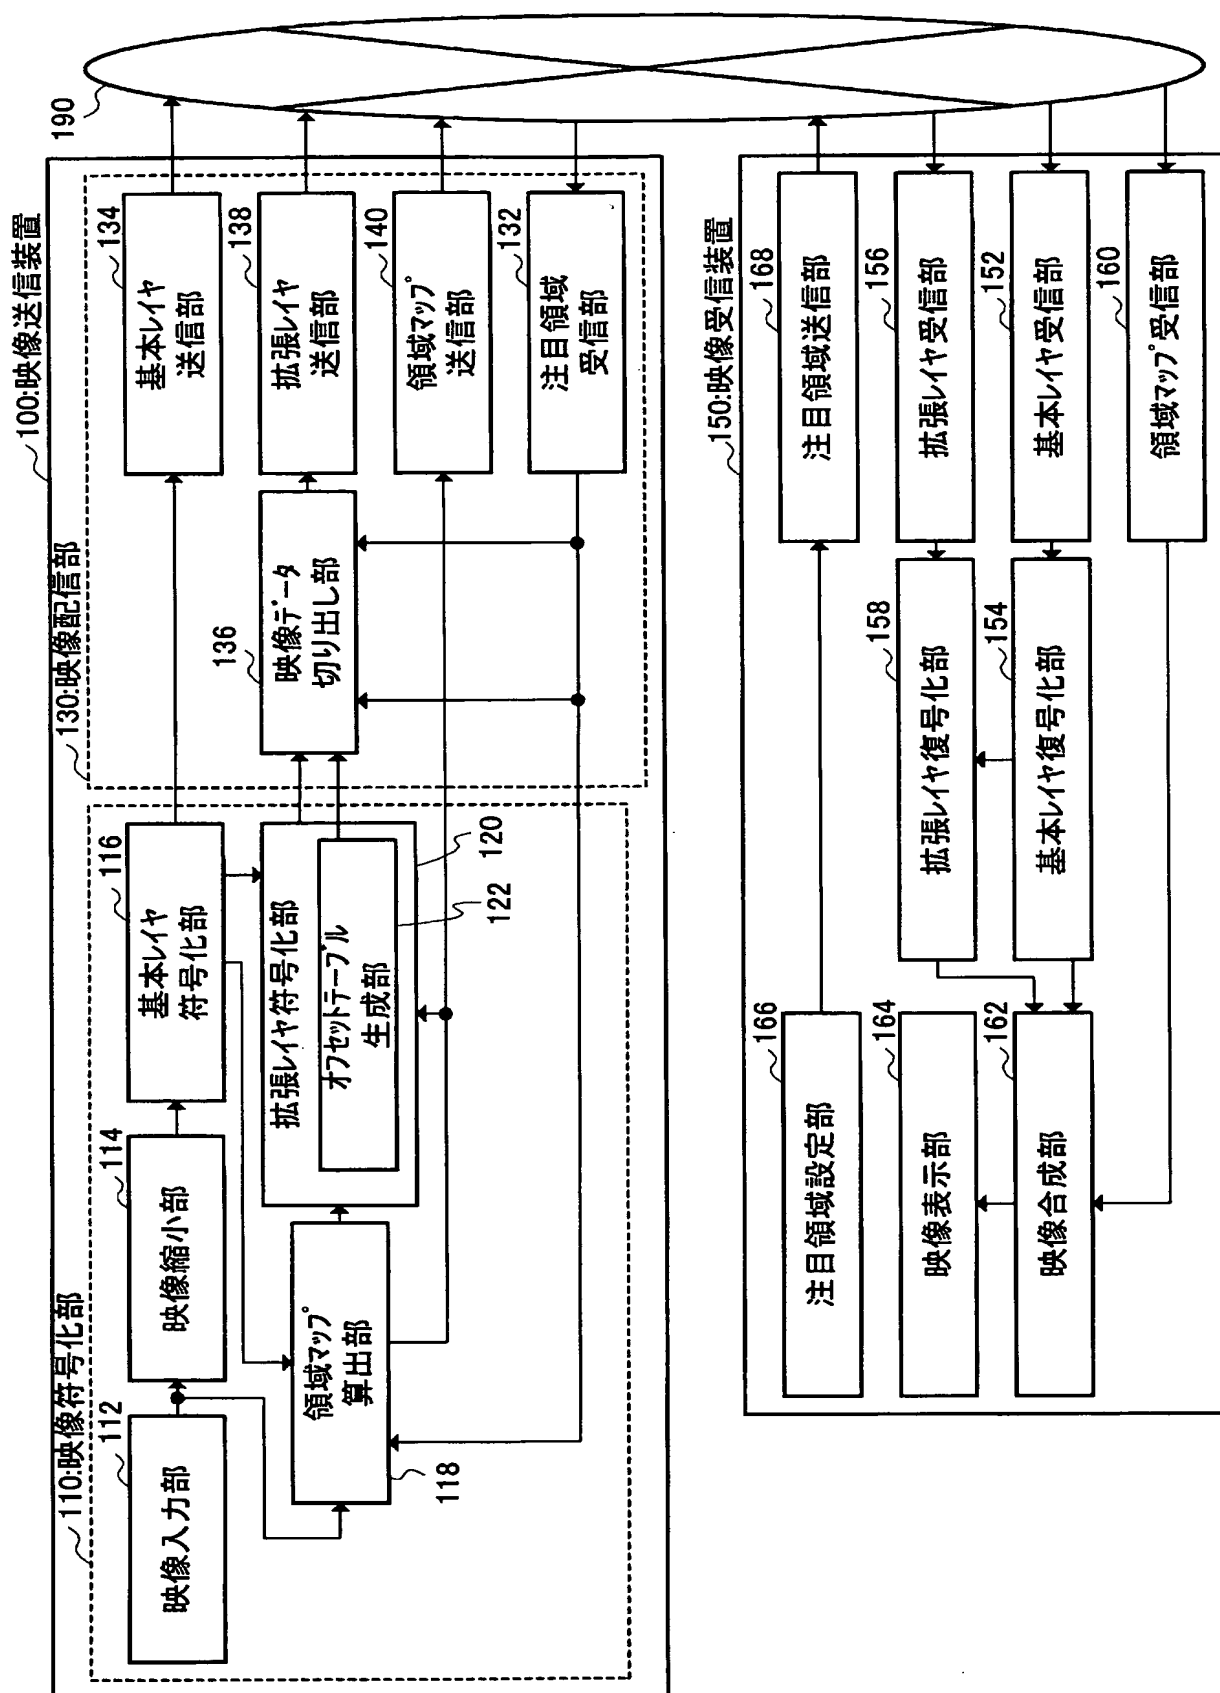 100:映像送信装置
110:映像符号化部
112
映像入力部
114
映像縮小部
116
基本レイヤ
符号化部
118
領域マップ
算出部
120
拡張レイヤ符号化部
122
オフセットテーブル
生成部
130:映像配信部
134
基本レイヤ
送信部
136
映像データ
切り出し部
138
拡張レイヤ
送信部
140
領域マップ
送信部
132
注目領域
受信部
190
150:映像受信装置
166
注目領域設定部
168
注目領域送信部
164
映像表示部
158
拡張レイヤ復号化部
156
拡張レイヤ受信部
162
映像合成部
154
基本レイヤ復号化部
152
基本レイヤ受信部
160
領域マップ受信部